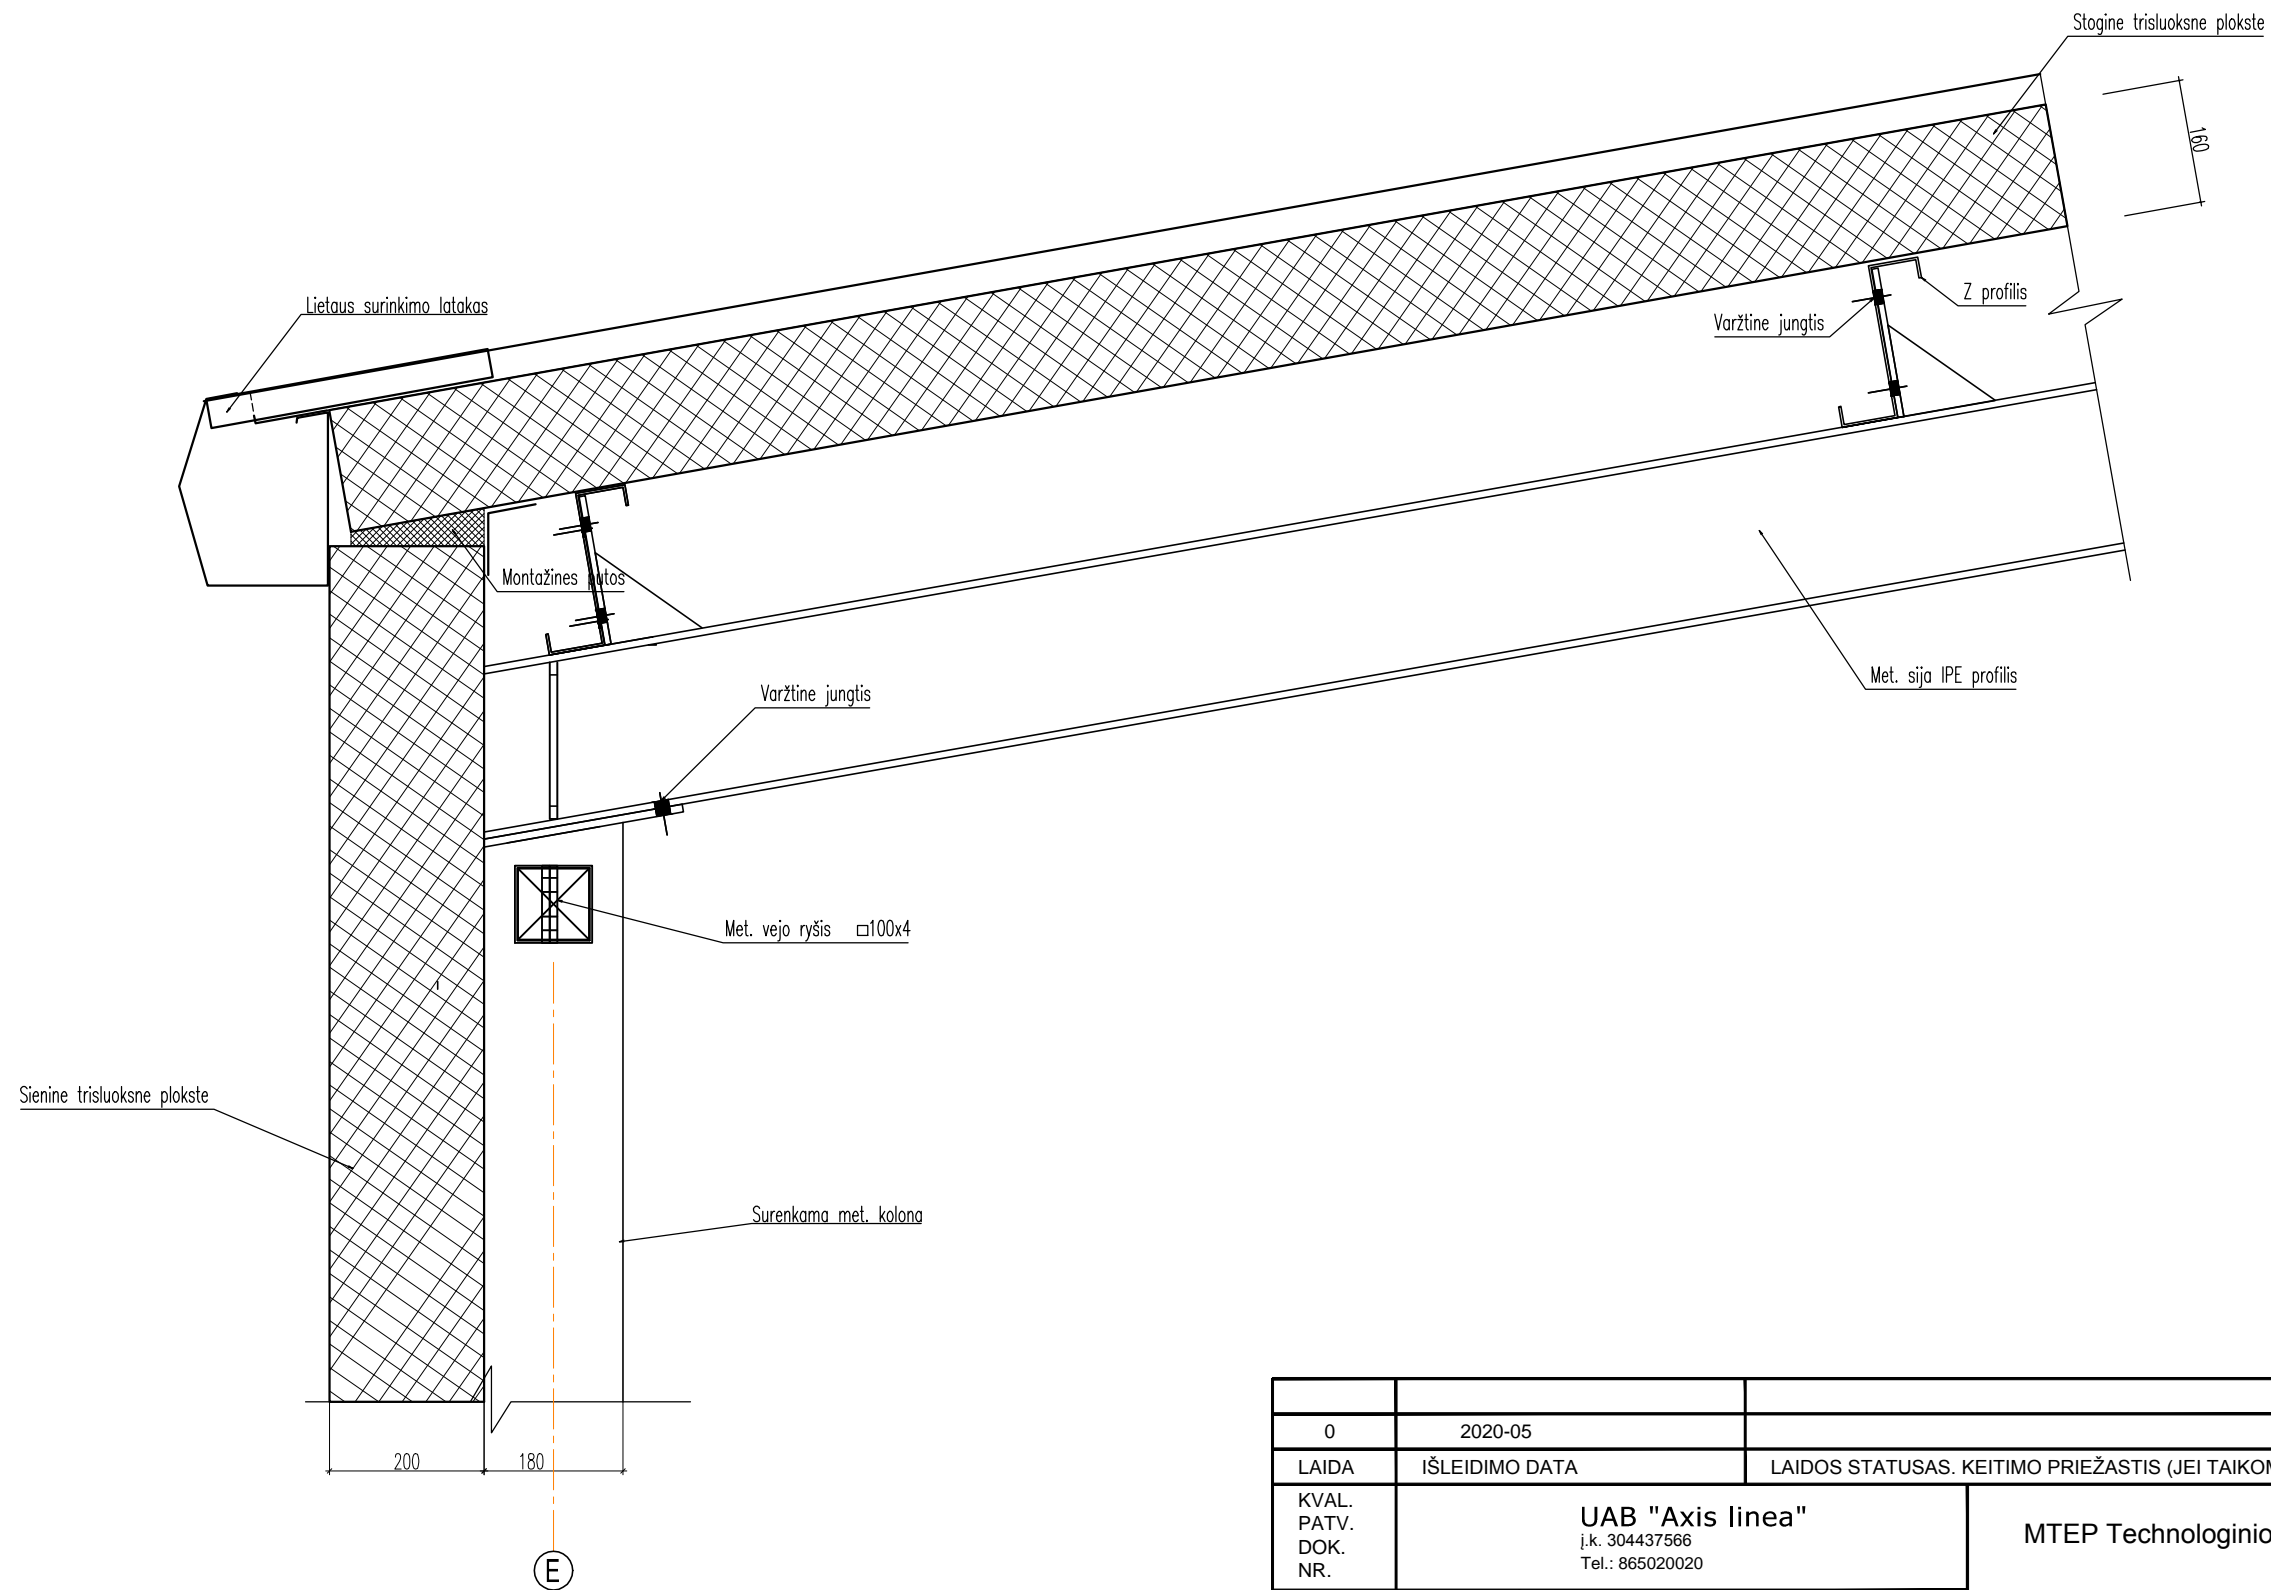 Stogine trisluoksne plokste
160
Z profilis
Lietaus surinkimo latakas
Varžtine jungtis
Montažines putos
Met. sija IPE profilis
Varžtine jungtis
Met. vejo ryšis □100x4
Sienine trisluoksne plokste
Surenkama met. kolona
200
180
E
0 2020-05
LAIDA IŠLEIDIMO DATA LAIDOS STATUSAS. KEITIMO PRIEŽASTIS (JEI TAIKOM
KVAL.
PATV.
DOK.
NR.
UAB "Axis linea"
į.k. 304437566
Tel.: 865020020
MTEP Technologinio